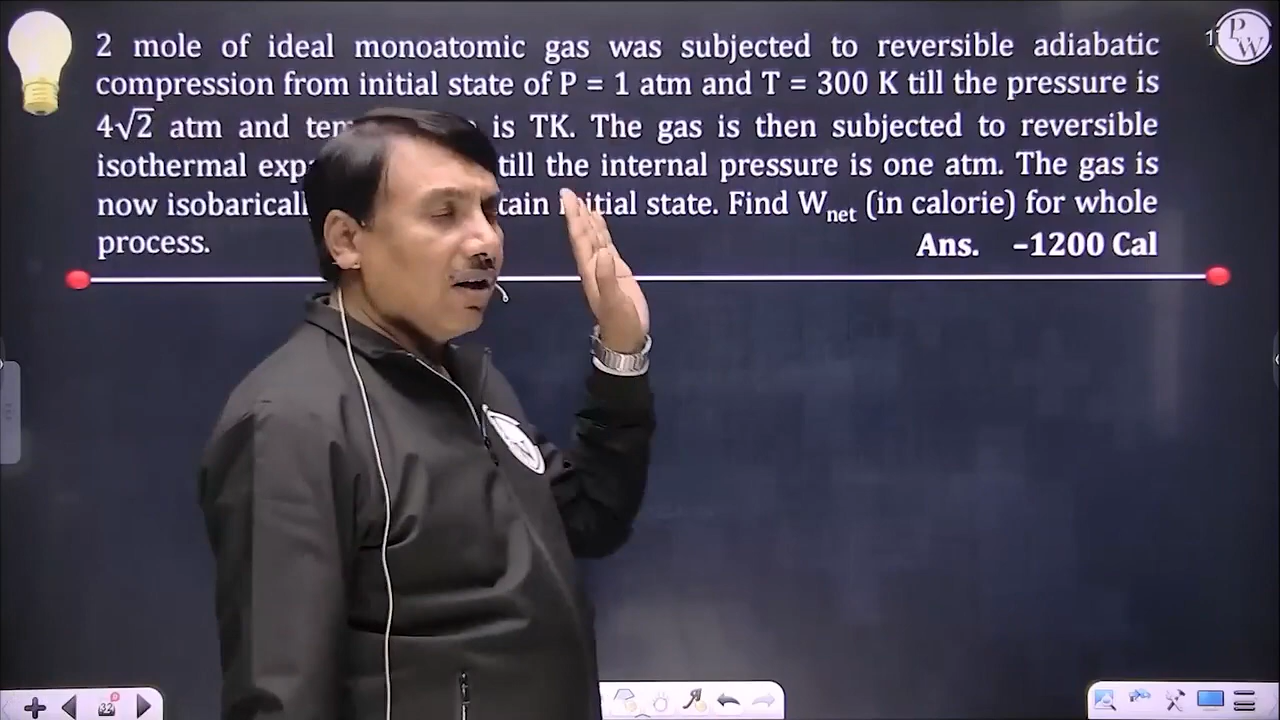 2 mole of ideal monoatomic gas was subjected to reversible adiabatic
compression from initial state of P = 1 atm and T = 300 K till the pressure is
4√2 atm and is TK. The gas is then subjected to reversible
isothermal till the internal pressure is one atm. The gas is
now initial state. Find Wnet (in calorie) for whole
process. Ans. –1200 Cal
PW
32